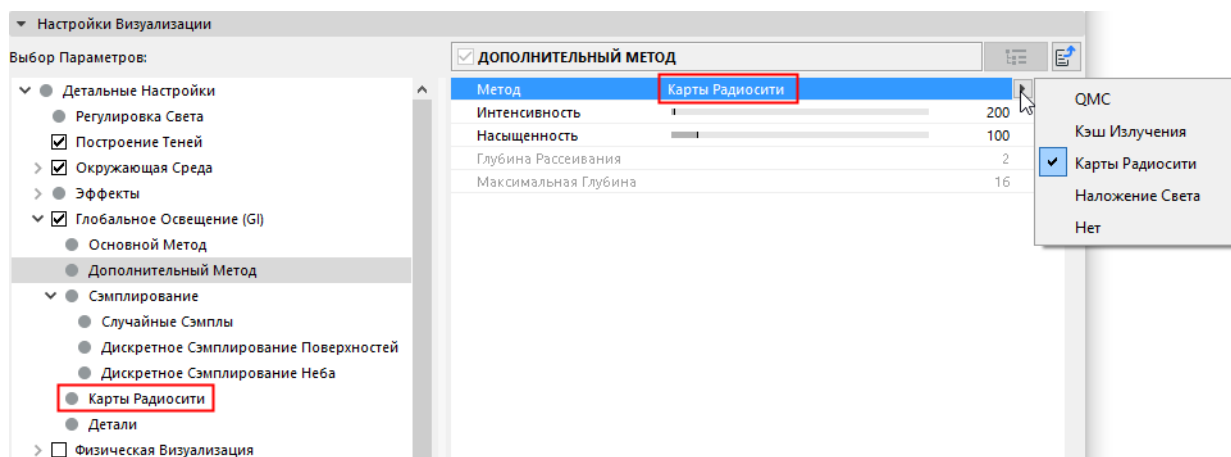 Настройки Визуализации
Выбор Параметров:
Детальные Настройки
Регулировка Света
Построение Теней
Окружающая Среда
Эффекты
Глобальное Освещение (GI)
Основной Метод
Дополнительный Метод
Сэмплирование
Случайные Сэмплы
Дискретное Сэмплирование Поверхностей
Дискретное Сэмплирование Неба
Карты Радиосити
Детали
Физическая Визуализация
ДОПОЛНИТЕЛЬНЫЙ МЕТОД
Метод Карты Радиосити
Интенсивность 200
Насыщенность 100
Глубина Рассеивания 2
Максимальная Глубина 16
QMC
Кэш Излучения
Карты Радиосити
Наложение Света
Нет